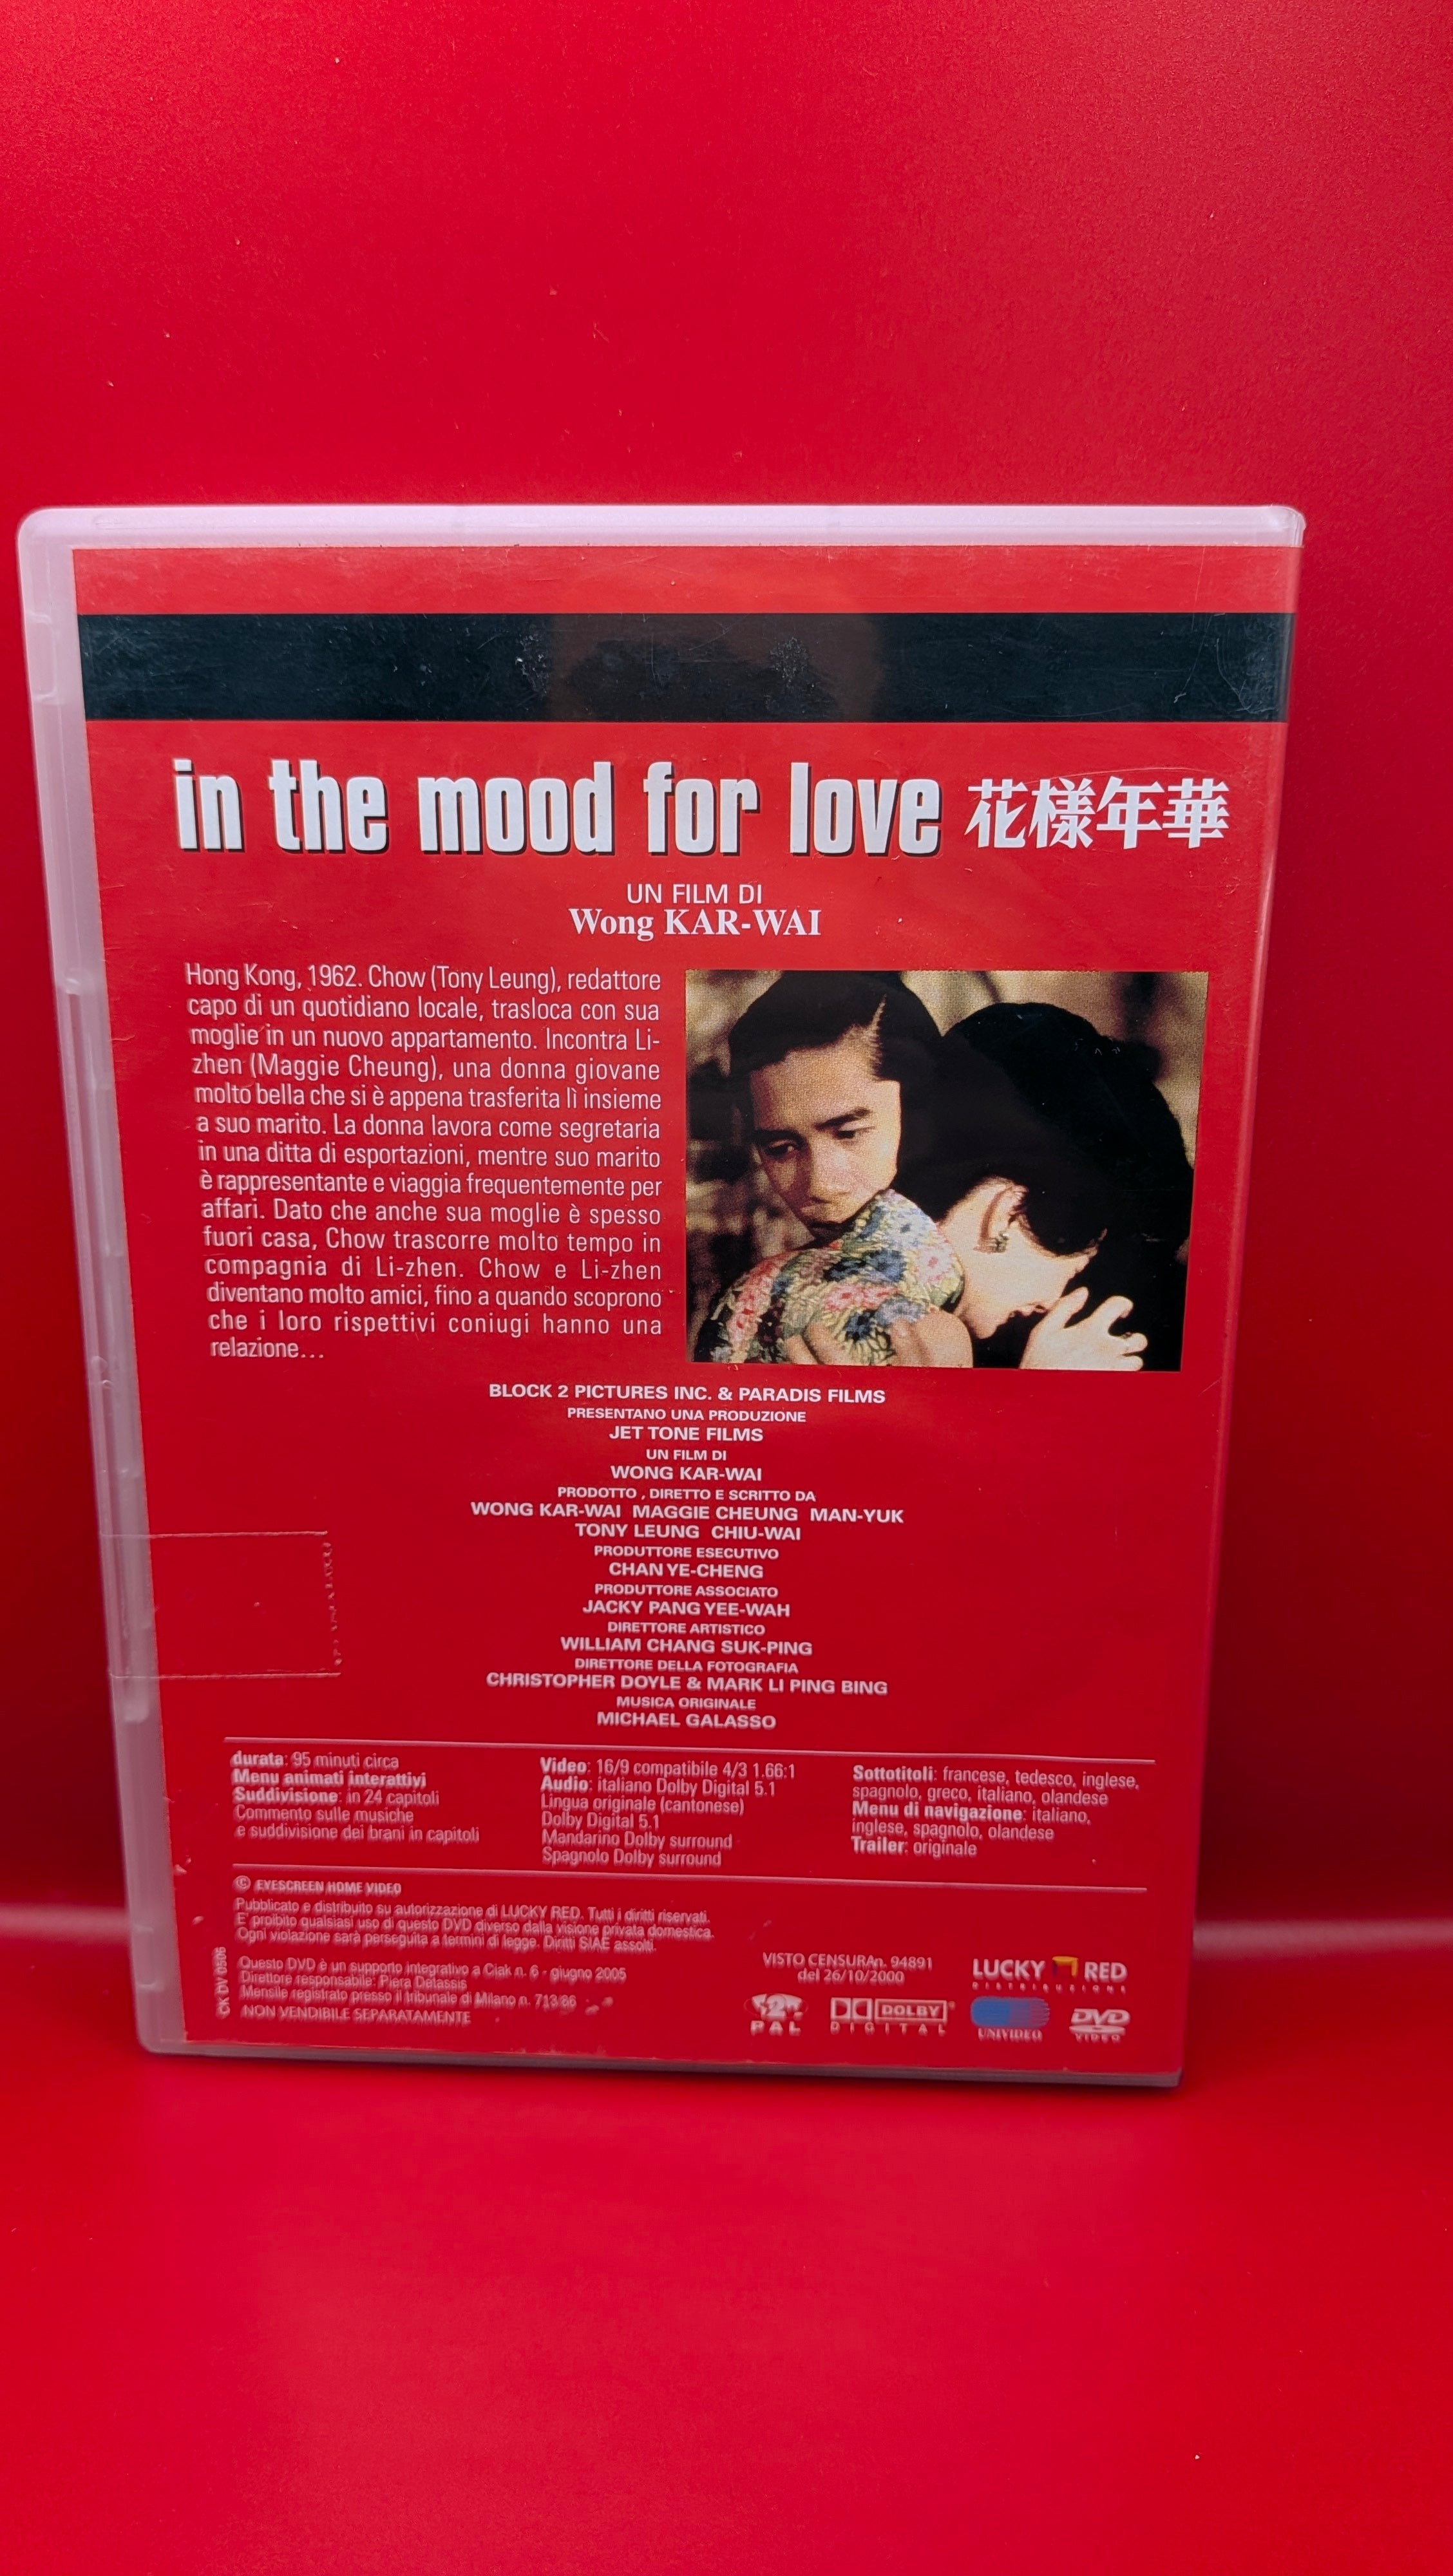 in the mood for love 花樣年華
UN FILM DI
Wong KAR-WAI
Hong Kong, 1962. Chow (Tony Leung), redattore
capo di un quotidiano locale, trasloca con sua
moglie in un nuovo appartamento. Incontra Li-
zhen (Maggie Cheung), una donna giovane
molto bella che si è appena trasferita lì insieme
a suo marito. La donna lavora come segretaria
in una ditta di esportazioni, mentre suo marito
è rappresentante e viaggia frequentemente per
affari. Dato che anche sua moglie è spesso
fuori casa, Chow trascorre molto tempo in
compagnia di Li-zhen. Chow e Li-zhen
diventano molto amici, fino a quando scoprono
che i loro rispettivi coniugi hanno una
relazione...
BLOCK 2 PICTURES INC. & PARADIS FILMS
PRESENTANO UNA PRODUZIONE
JET TONE FILMS
UN FILM DI
WONG KAR-WAI
PRODOTTO , DIRETTO E SCRITTO DA
WONG KAR-WAI MAGGIE CHEUNG MAN-YUK
TONY LEUNG CHIU-WAI
PRODUTTORE ESECUTIVO
CHAN YE-CHENG
PRODUTTORE ASSOCIATO
JACKY PANG YEE-WAH
DIRETTORE ARTISTICO
WILLIAM CHANG SUK-PING
DIRETTORE DELLA FOTOGRAFIA
CHRISTOPHER DOYLE & MARK LI PING BING
MUSICA ORIGINALE
MICHAEL GALASSO
durata: 95 minuti circa
Menu animati interattivi
Suddivisione: in 24 capitoli
Commento sulle musiche
e suddivisione dei brani in capitoli
Video: 16/9 compatibile 4/3 1.66:1
Audio: italiano Dolby Digital 5.1
Lingua originale (cantonese)
Dolby Digital 5.1
Mandarino Dolby surround
Spagnolo Dolby surround
Sottotitoli: francese, tedesco, inglese,
spagnolo, greco, italiano, olandese
Menu di navigazione: italiano,
inglese, spagnolo, olandese
Trailer: originale
© EYESCREEN HOME VIDEO
Pubblicato e distribuito su autorizzazione di LUCKY RED. Tutti i diritti riservati.
E' proibito qualsiasi uso di questo DVD diverso dalla visione privata domestica.
Ogni violazione sarà perseguita a termini di legge. Diritti SIAE assolti.
Questo DVD è un supporto integrativo a Ciak n. 6 - giugno 2005
Direttore responsabile: Piera Detassis
Mensile registrato presso il tribunale di Milano n. 713/86
NON VENDIBILE SEPARATAMENTE
CK DV 0506
VISTO CENSURAn. 94891
del 26/10/2000
LUCKY RED
DISTRIBUZIONE
2
PAL
DOLBY
DIGITAL
UNIVIDEO
DVD
VIDEO